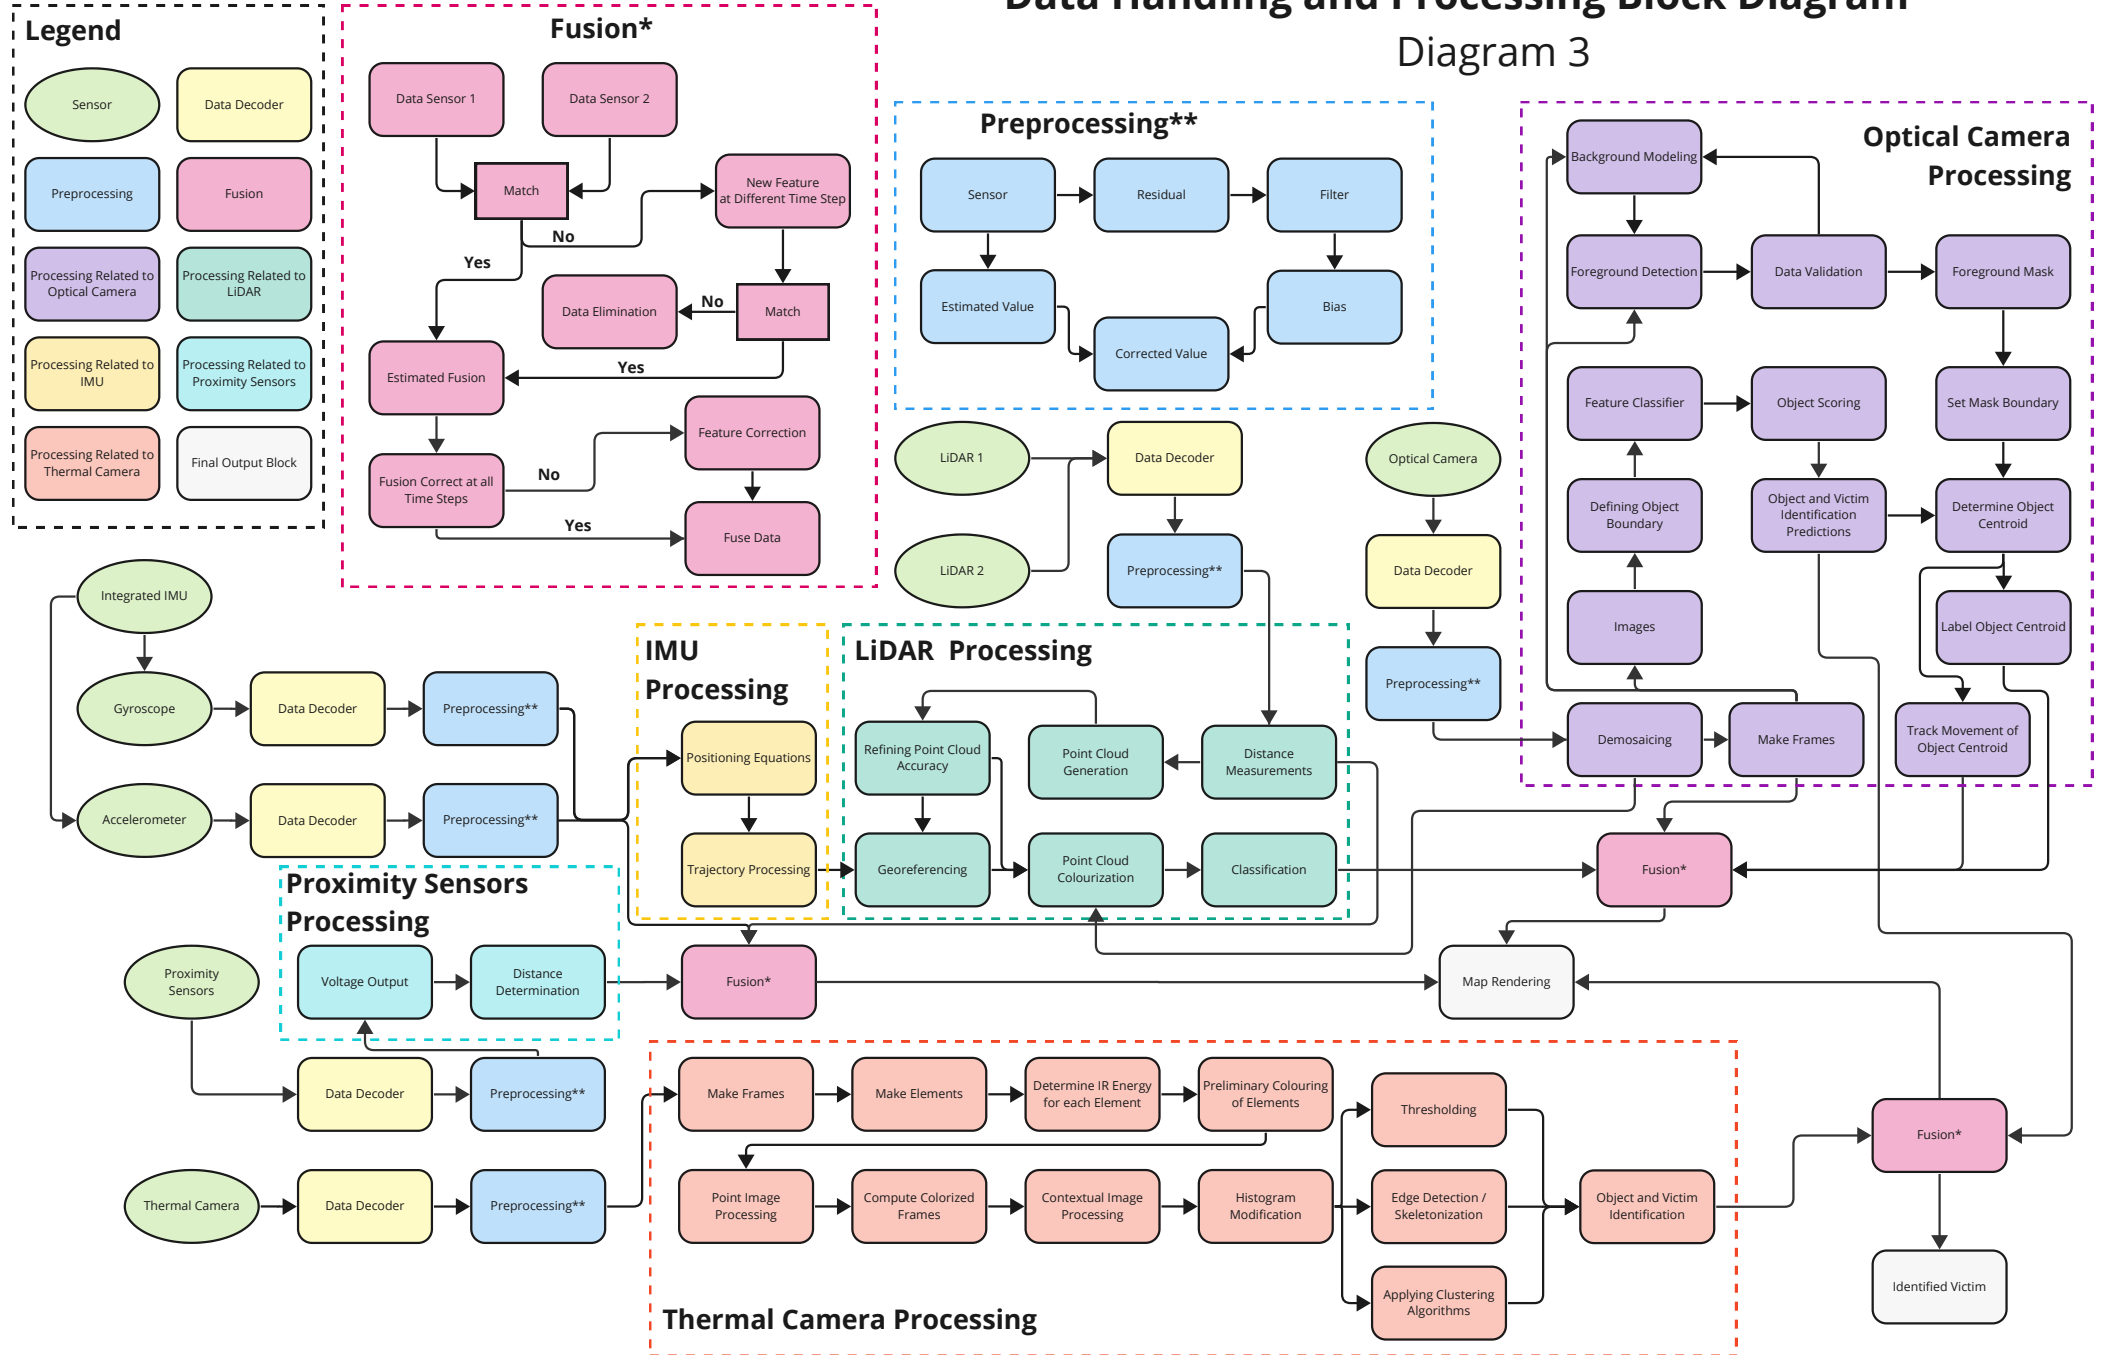 Data Handling and Processing Block Diagram
Diagram 3
Legend
Sensor
Data Decoder
Preprocessing
Fusion
Processing Related to
Optical Camera
Processing Related to
LiDAR
Processing Related to
IMU
Processing Related to
Proximity Sensors
Processing Related to
Thermal Camera
Final Output Block
Fusion*
Data Sensor 1
Data Sensor 2
Match
New Feature
at Different Time Step
No
Yes
Data Elimination
No
Match
Estimated Fusion
Yes
Feature Correction
No
Fusion Correct at all
Time Steps
Yes
Fuse Data
Preprocessing**
Sensor
Residual
Filter
Estimated Value
Bias
Corrected Value
Optical Camera
Processing
Background Modeling
Foreground Detection
Data Validation
Foreground Mask
Feature Classifier
Object Scoring
Set Mask Boundary
Defining Object
Boundary
Object and Victim
Identification
Predictions
Determine Object
Centroid
Images
Label Object Centroid
Demosaicing
Make Frames
Track Movement of
Object Centroid
LiDAR 1
Data Decoder
Optical Camera
LiDAR 2
Preprocessing**
Data Decoder
Preprocessing**
Integrated IMU
Gyroscope
Data Decoder
Preprocessing**
Accelerometer
Data Decoder
Preprocessing**
IMU
Processing
Positioning Equations
Trajectory Processing
LiDAR Processing
Refining Point Cloud
Accuracy
Point Cloud
Generation
Distance
Measurements
Georeferencing
Point Cloud
Colourization
Classification
Fusion*
Proximity Sensors
Processing
Proximity
Sensors
Voltage Output
Distance
Determination
Fusion*
Map Rendering
Data Decoder
Preprocessing**
Thermal Camera
Data Decoder
Preprocessing**
Make Frames
Make Elements
Determine IR Energy
for each Element
Preliminary Colouring
of Elements
Thresholding
Point Image
Processing
Compute Colorized
Frames
Contextual Image
Processing
Histogram
Modification
Edge Detection /
Skeletonization
Object and Victim
Identification
Applying Clustering
Algorithms
Thermal Camera Processing
Fusion*
Identified Victim